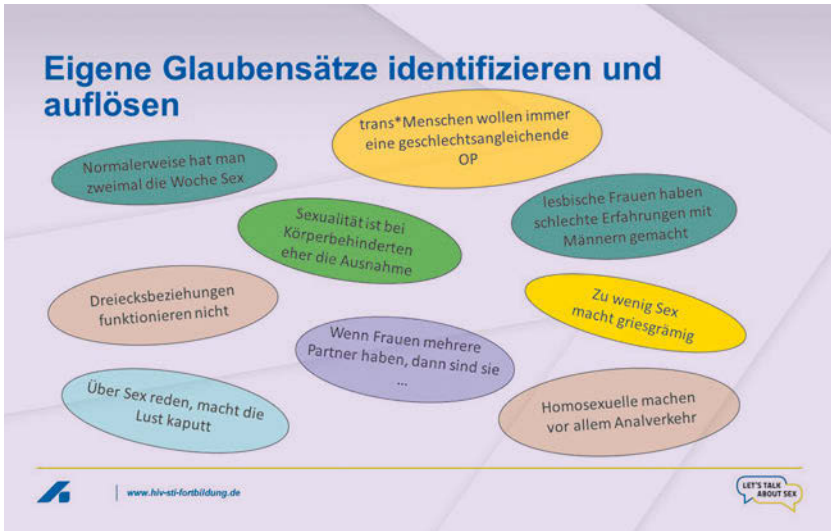 Eigene Glaubenssätze identifizieren und
auflösen
trans*Menschen wollen immer
eine geschlechtsangleichende
OP
Normalerweise hat man
zweimal die Woche Sex
lesbische Frauen haben
schlechte Erfahrungen mit
Männern gemacht
Sexualität ist bei
Körperbehinderten
eher die Ausnahme
Dreiecksbeziehungen
funktionieren nicht
Zu wenig Sex
macht griesgrämig
Wenn Frauen mehrere
Partner haben, dann sind sie
...
Über Sex reden, macht die
Lust kaputt
Homosexuelle machen
vor allem Analverkehr
www.hiv-sti-fortbildung.de
LET'S TALK
ABOUT SEX